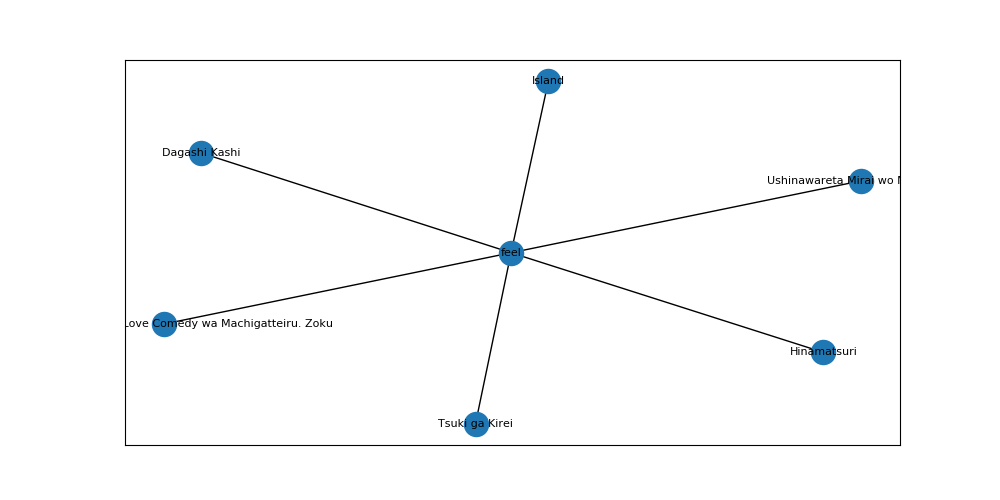 Island
Dagashi Kashi
Ushinawareta Mirai wo
feel
Love Comedy wa Machigatteiru. Zoku
Hinamatsuri
Tsuki ga Kirei